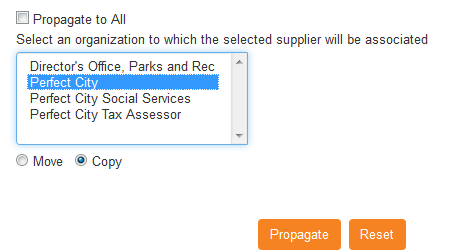 Propagate to All
Select an organization to which the selected supplier will be associated
Director's Office, Parks and Rec
Perfect City
Perfect City Social Services
Perfect City Tax Assessor
Move Copy
Propagate Reset